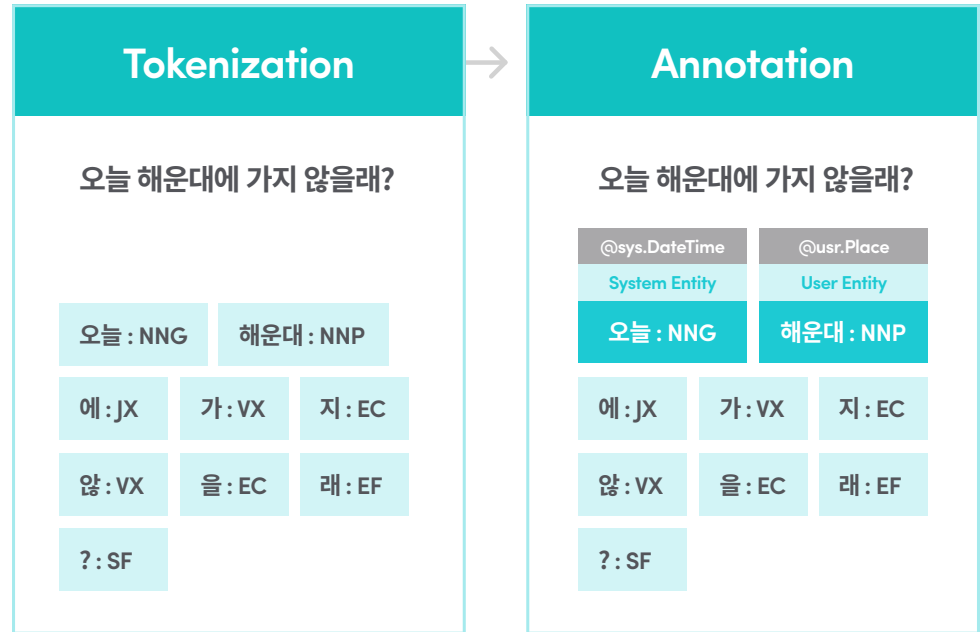 Tokenization
오늘 해운대에 가지 않을래?
오늘 : NNG
해운대 : NNP
에 : JX
가 : VX
지 : EC
않 : VX
을 : EC
래 : EF
? : SF
Annotation
오늘 해운대에 가지 않을래?
@sys.DateTime
@usr.Place
System Entity
User Entity
오늘 : NNG
해운대 : NNP
에 : JX
가 : VX
지 : EC
않 : VX
을 : EC
래 : EF
? : SF